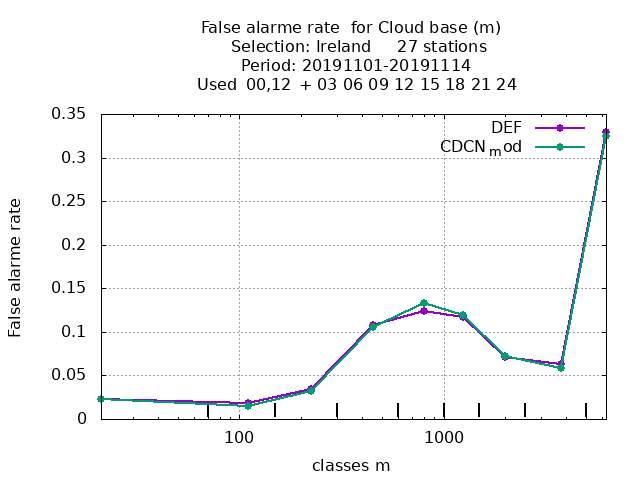 False alarme rate for Cloud base (m)
Selection: Ireland 27 stations
Period: 20191101-20191114
Used 00,12 + 03 06 09 12 15 18 21 24
0.35
0.3
0.25
0.2
0.15
0.1
0.05
0
False alarme rate
DEF
CDCNmod
100
1000
classes m